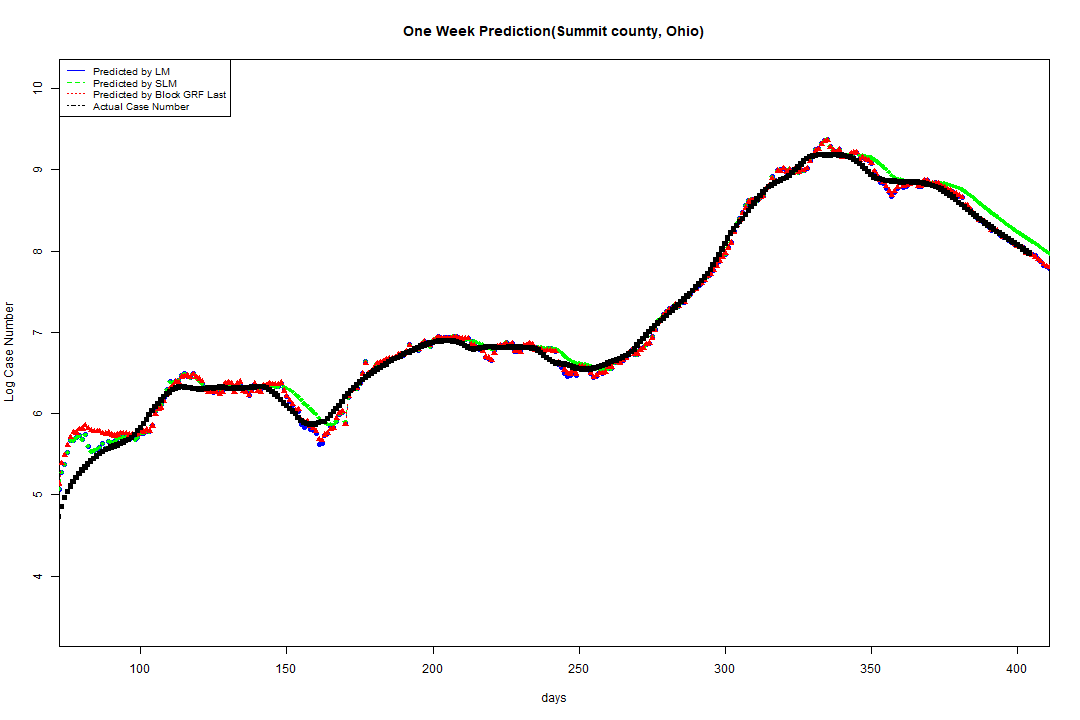 One Week Prediction(Summit county, Ohio)
Predicted by LM
Predicted by SLM
Predicted by Block GRF Last
Actual Case Number
10
9
8
7
6
5
4
Log Case Number
100 150 200 250 300 350 400
days